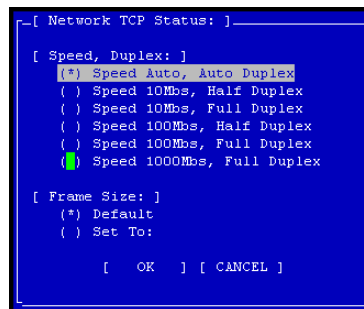 [ Network TCP Status: ]
[ Speed, Duplex: ]
(*) Speed Auto, Auto Duplex
( ) Speed 10Mbs, Half Duplex
( ) Speed 10Mbs, Full Duplex
( ) Speed 100Mbs, Half Duplex
( ) Speed 100Mbs, Full Duplex
( ) Speed 1000Mbs, Full Duplex
[ Frame Size: ]
(*) Default
( ) Set To:
[ OK ] [ CANCEL ]